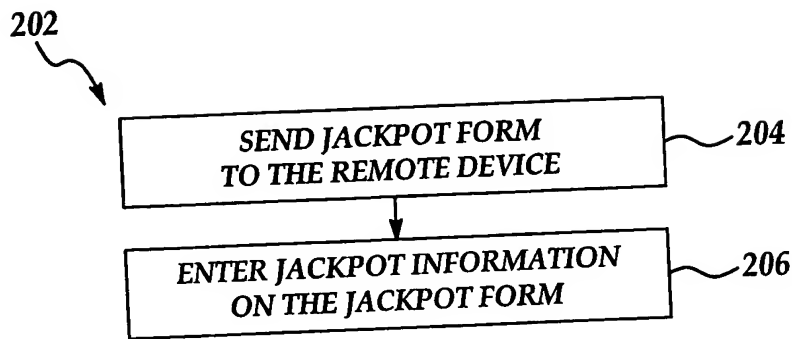 202
SEND JACKPOT FORM
TO THE REMOTE DEVICE
204
ENTER JACKPOT INFORMATION
ON THE JACKPOT FORM
206